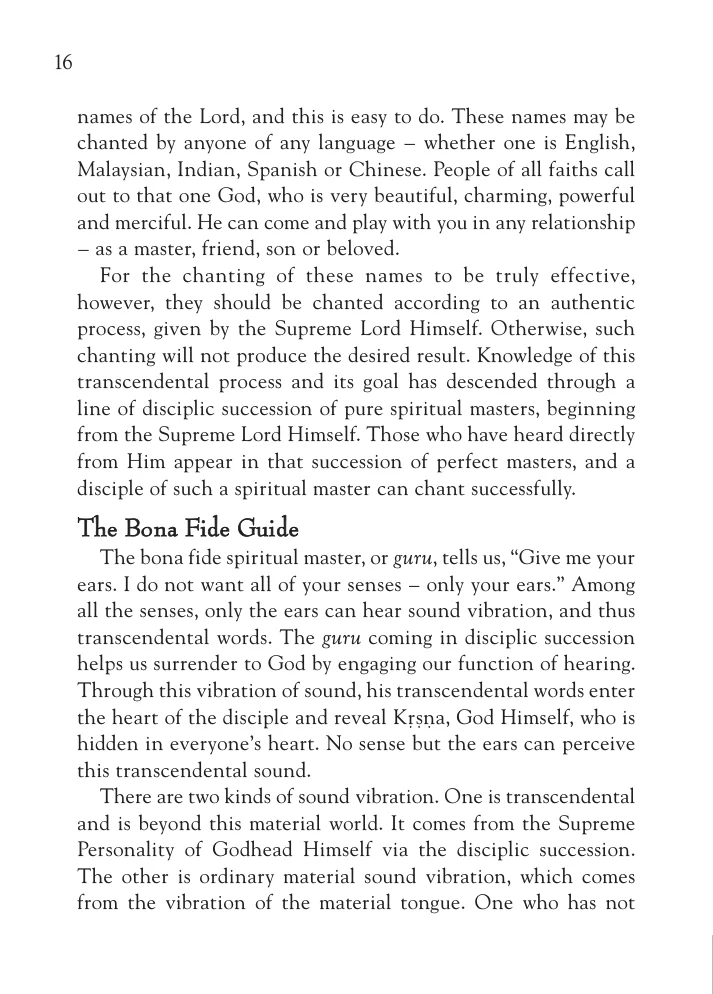 16
names of the Lord, and this is easy to do. These names may be
chanted by anyone of any language – whether one is English,
Malaysian, Indian, Spanish or Chinese. People of all faiths call
out to that one God, who is very beautiful, charming, powerful
and merciful. He can come and play with you in any relationship
– as a master, friend, son or beloved.
For the chanting of these names to be truly effective,
however, they should be chanted according to an authentic
process, given by the Supreme Lord Himself. Otherwise, such
chanting will not produce the desired result. Knowledge of this
transcendental process and its goal has descended through a
line of disciplic succession of pure spiritual masters, beginning
from the Supreme Lord Himself. Those who have heard directly
from Him appear in that succession of perfect masters, and a
disciple of such a spiritual master can chant successfully.
The Bona Fide Guide
The bona fide spiritual master, or guru, tells us, “Give me your
ears. I do not want all of your senses – only your ears.” Among
all the senses, only the ears can hear sound vibration, and thus
transcendental words. The guru coming in disciplic succession
helps us surrender to God by engaging our function of hearing.
Through this vibration of sound, his transcendental words enter
the heart of the disciple and reveal Kṛṣṇa, God Himself, who is
hidden in everyone’s heart. No sense but the ears can perceive
this transcendental sound.
There are two kinds of sound vibration. One is transcendental
and is beyond this material world. It comes from the Supreme
Personality of Godhead Himself via the disciplic succession.
The other is ordinary material sound vibration, which comes
from the vibration of the material tongue. One who has not